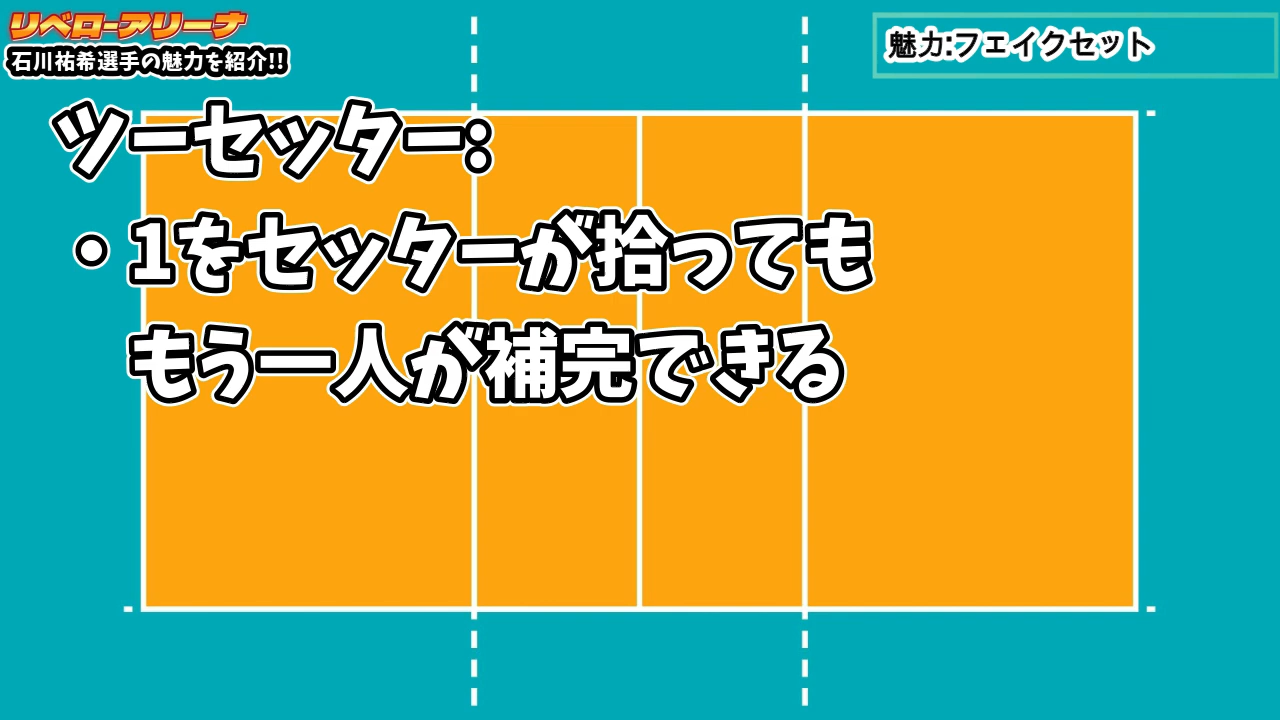 リベローアリーナ
石川祐希選手の魅力を紹介!!
魅力:フェイクセット
ツーセッター:
・1をセッターが拾っても
もう一人が補完できる